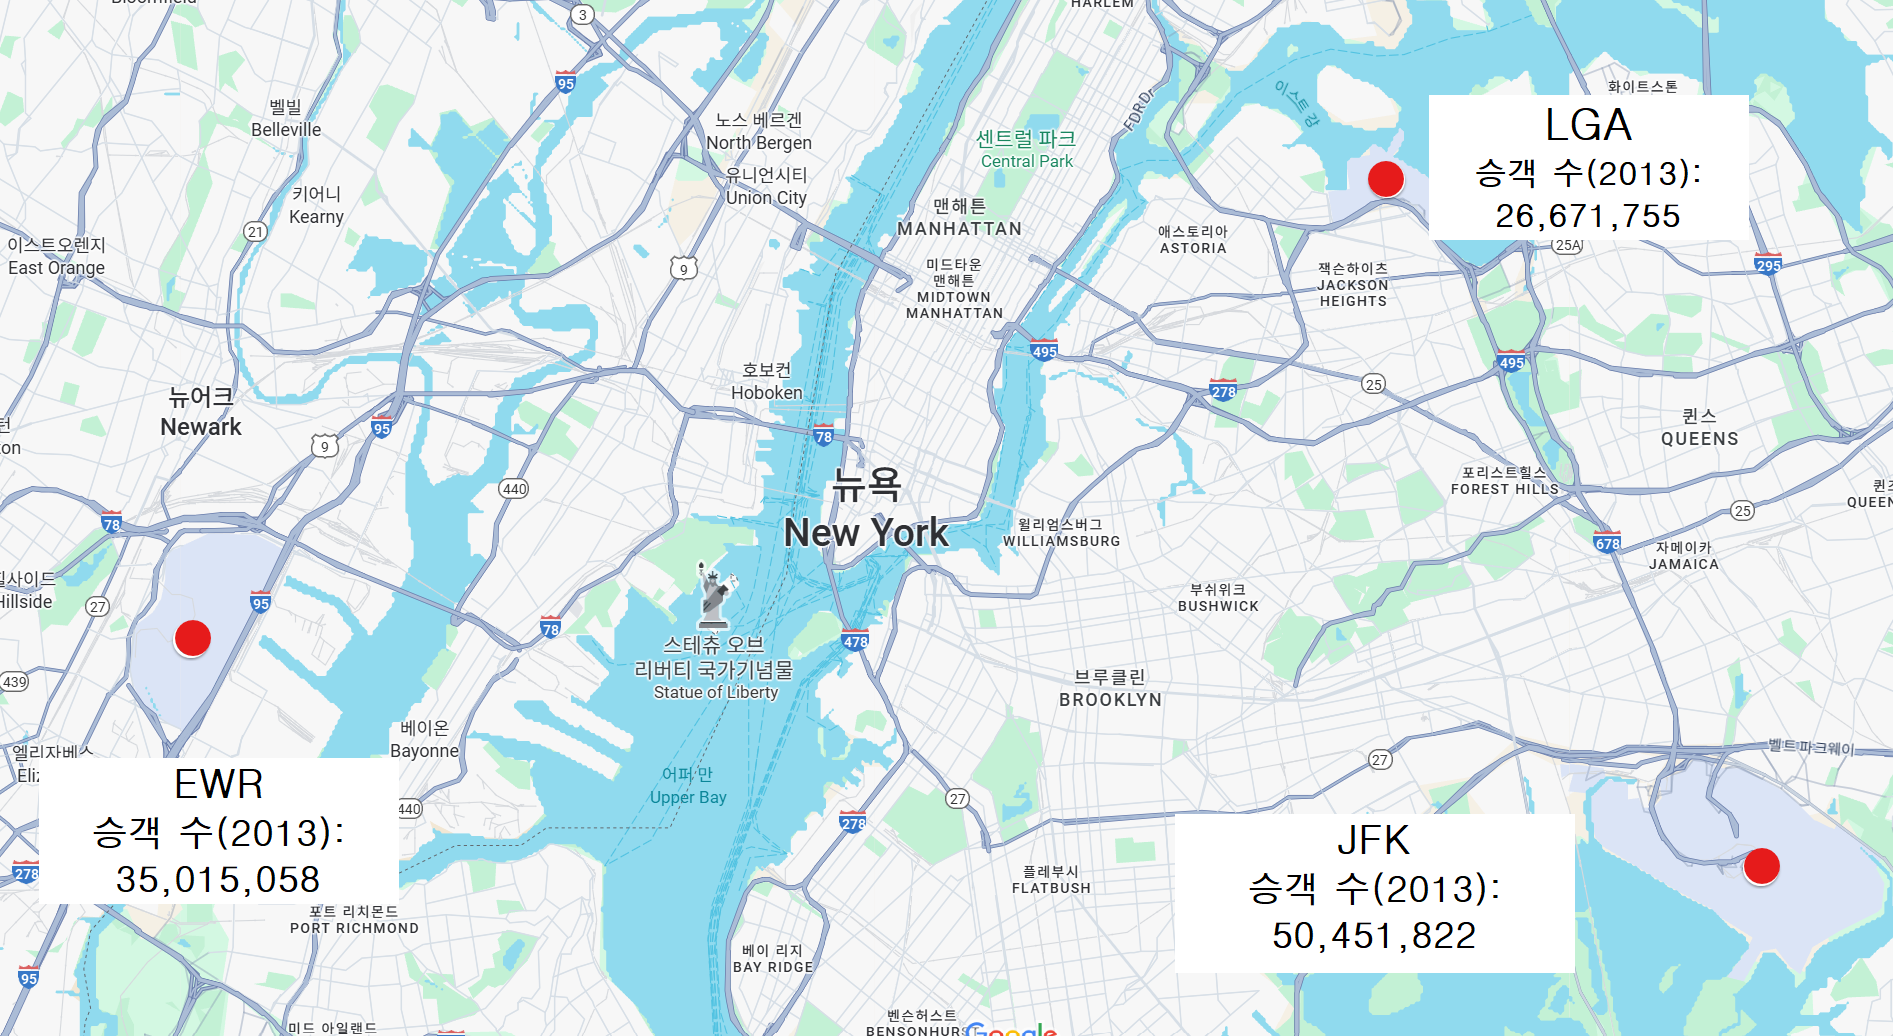 HARLEM
3
95
벨빌
Belleville
노스 베르겐
North Bergen
센트럴 파크
Central Park
FDR Dr
이스트 강
화이트스톤
LGA
승객 수(2013):
26,671,755
유니언시티
Union City
키어니
Kearny
21
맨해튼
MANHATTAN
애스토리아
ASTORIA
25A
295
이스트오렌지
East Orange
9
미드타운
맨해튼
MIDTOWN
MANHATTAN
잭슨하이츠
JACKSON
HEIGHTS
495
495
호보컨
Hoboken
278
25
뉴어크
Newark
95
9
78
퀸스
QUEENS
440
뉴욕
New York
포리스트힐스
FOREST HILLS
25
78
윌리엄스버그
WILLIAMSBURG
678
자메이카
JAMAICA
27
95
78
부쉬위크
BUSHWICK
478
스테츄 오브
리버티 국가기념물
Statue of Liberty
439
브루클린
BROOKLYN
베이온
Bayonne
엘리자베스
벨트 파크웨이
27
어퍼 만
Upper Bay
EWR
승객 수(2013):
35,015,058
440
27
278
JFK
승객 수(2013):
50,451,822
278
플레부시
FLATBUSH
포트 리치몬드
PORT RICHMOND
베이 리지
BAY RIDGE
95
벤슨허스트
BENSONHURS
Google
미드 아일랜드